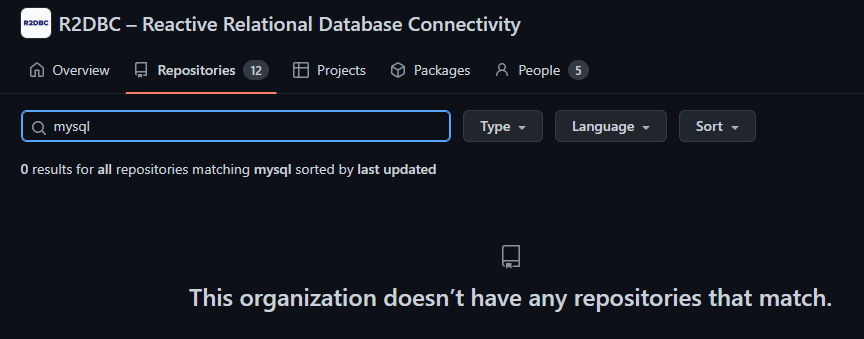 R2DBC R2DBC – Reactive Relational Database Connectivity
Overview Repositories 12 Projects Packages People 5
mysql Type Language Sort
0 results for all repositories matching mysql sorted by last updated
This organization doesn’t have any repositories that match.